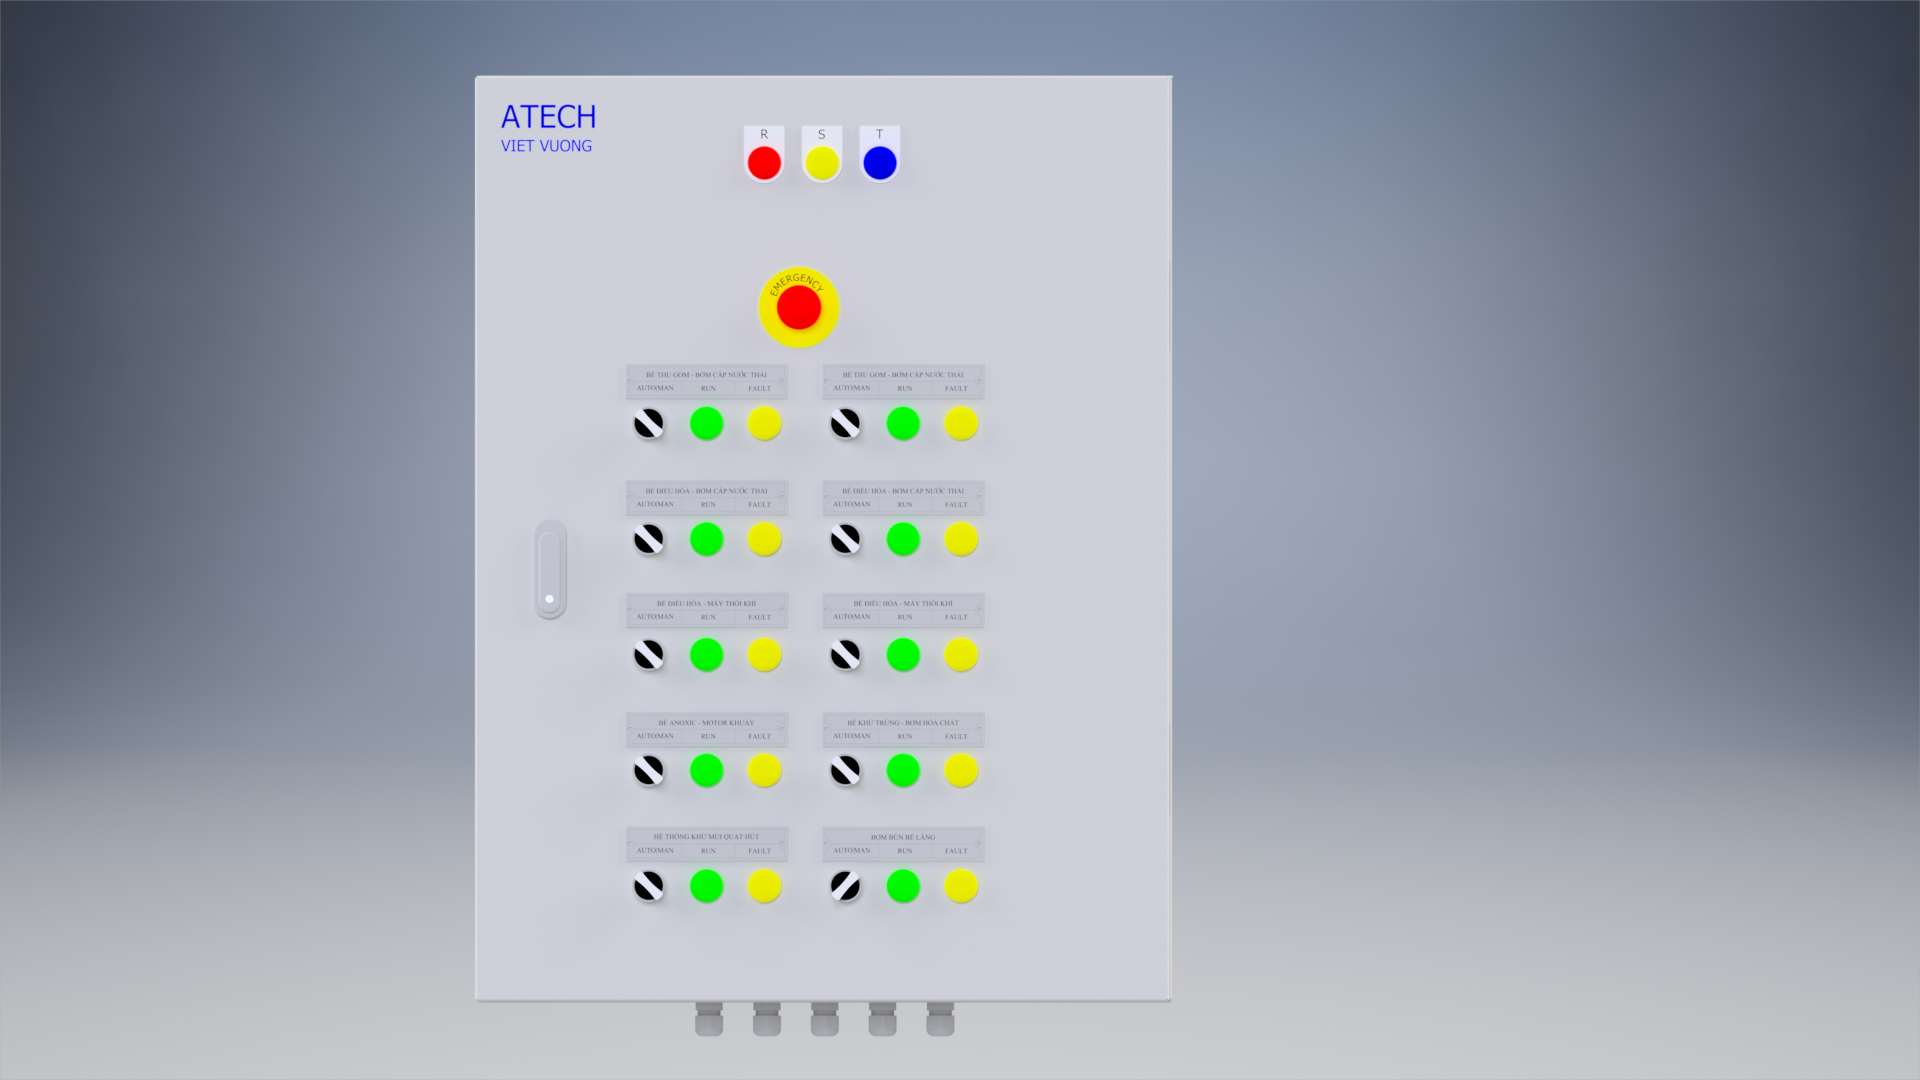 ATECH
VIET VUONG
R S T
EMERGENCY
BỂ THU GOM - BƠM CẤP NƯỚC THẢI
AUTO/MAN RUN FAULT
BỂ THU GOM - BƠM CẤP NƯỚC THẢI
AUTO/MAN RUN FAULT
BỂ ĐIỀU HÒA - BƠM CẤP NƯỚC THẢI
AUTO/MAN RUN FAULT
BỂ ĐIỀU HÒA - BƠM CẤP NƯỚC THẢI
AUTO/MAN RUN FAULT
BỂ ĐIỀU HÒA - MÁY THỔI KHÍ
AUTO/MAN RUN FAULT
BỂ ĐIỀU HÒA - MÁY THỔI KHÍ
AUTO/MAN RUN FAULT
BỂ ANOXIC - MOTOR KHUẤY
AUTO/MAN RUN FAULT
BỂ KHỬ TRÙNG - BƠM HÓA CHẤT
AUTO/MAN RUN FAULT
HỆ THỐNG KHỬ MÙI QUẠT HÚT
AUTO/MAN RUN FAULT
BƠM BÙN BỂ LẮNG
AUTO/MAN RUN FAULT